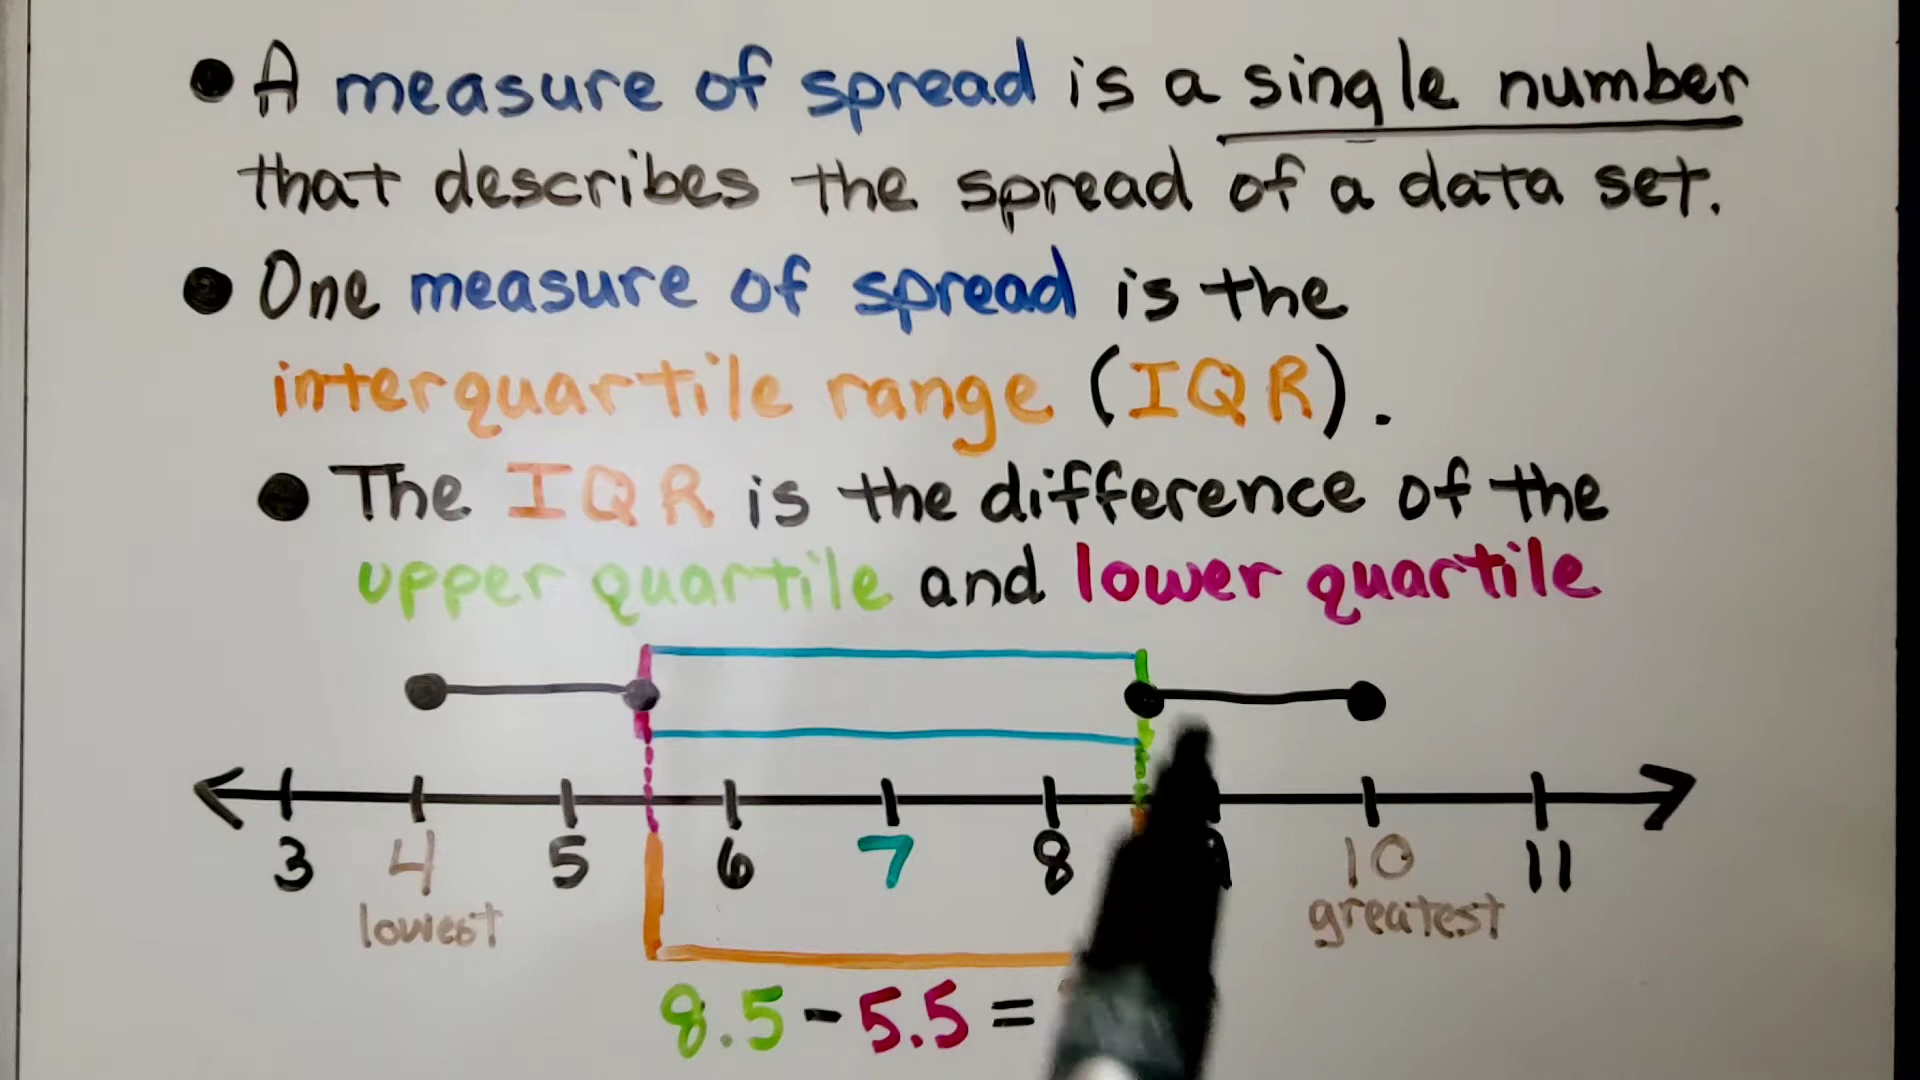 • A measure of spread is a single number
that describes the spread of a data set.
• One measure of spread is the
interquartile range (IQR).
• The IQR is the difference of the
upper quartile and lower quartile
3 4 5 6 7 8 10 11
lowest greatest
8.5 - 5.5 =